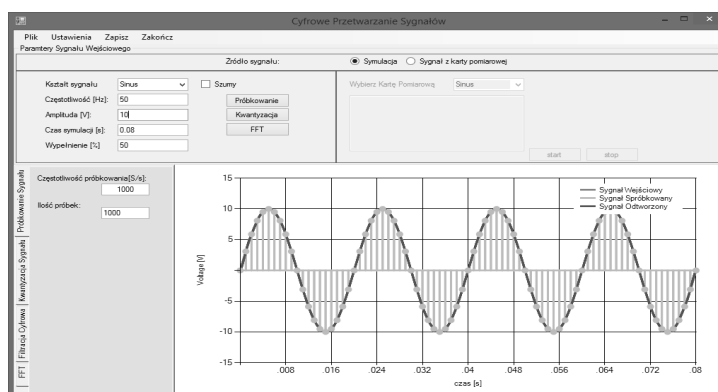 Cyfrowe Przetwarzanie Sygnałów
Plik Ustawienia Zapisz Zakończ
Paramtery Sygnału Wejściowego
Zródło sygnału: Symulacja Sygnał z karty pomiarowej
Kształt sygnału Sinus Szumy
Częstotliwość [Hz]: 50 Próbkowanie
Amplituda [V]: 10 Kwantyzacja
Czas symulacji [s]: 0.08 FFT
Wypełnienie [%] 50
Wybierz Kartę Pomiarową Sinus
start stop
Próbkowanie Sygnału
Kwantyzacja Sygnału
Filtracja Cyfrowa
FFT
Częstotliwość próbkowania[S/s]:
1000
Ilość próbek:
1000
Voltage [V]
15
10
5
-5
-10
-15
Sygnał Wejściowy
Sygnał Spróbkowany
Sygnał Odtworzony
.008 .016 .024 .032 .04 .048 .056 .064 .072 .08
czas [s]